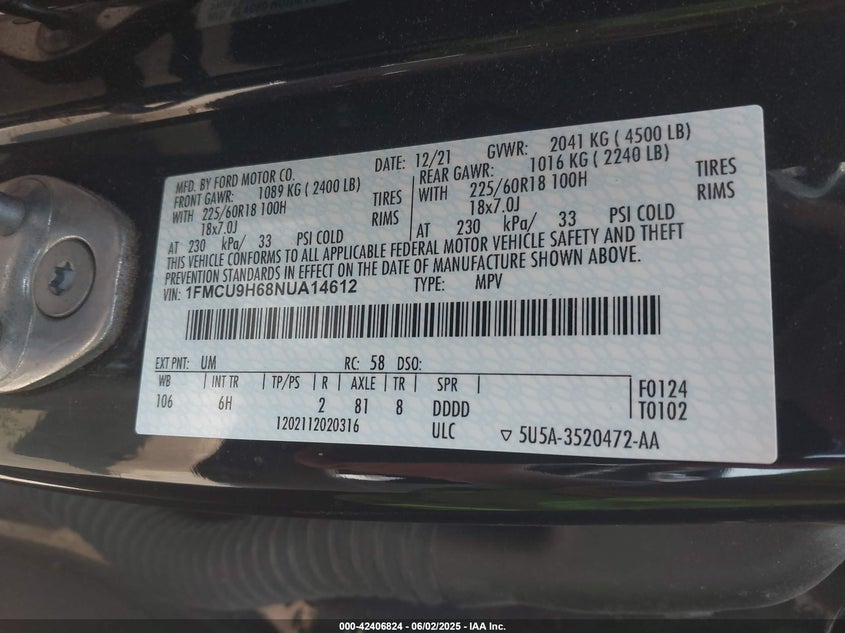 MFD. BY FORD MOTOR CO. DATE: 12/21 GVWR: 2041 KG ( 4500 LB)
FRONT GAWR: 1089 KG ( 2400 LB) REAR GAWR: 1016 KG ( 2240 LB)
WITH 225/60R18 100H TIRES WITH 225/60R18 100H TIRES
18x7.0J RIMS 18x7.0J RIMS
AT 230 kPa/ 33 PSI COLD AT 230 kPa/ 33 PSI COLD
THIS VEHICLE CONFORMS TO ALL APPLICABLE FEDERAL MOTOR VEHICLE SAFETY AND THEFT
PREVENTION STANDARDS IN EFFECT ON THE DATE OF MANUFACTURE SHOWN ABOVE.
VIN: 1FMCU9H68NUA14612 TYPE: MPV
EXT PNT: UM RC: 58 DSO:
WB INT TR TP/PS R AXLE TR SPR F0124
106 6H 2 81 8 DDDD T0102
1202112020316 ULC ▽ 5U5A-3520472-AA
000-42406824 - 06/02/2025 - IAA Inc.